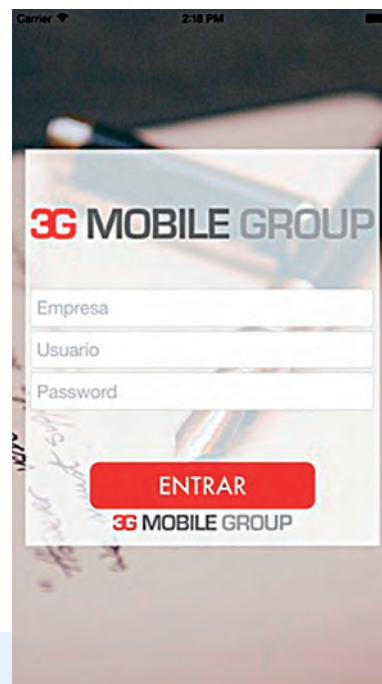 Carrier 2:18 PM
3G MOBILE GROUP
Empresa
Usuario
Password
ENTRAR
3G MOBILE GROUP